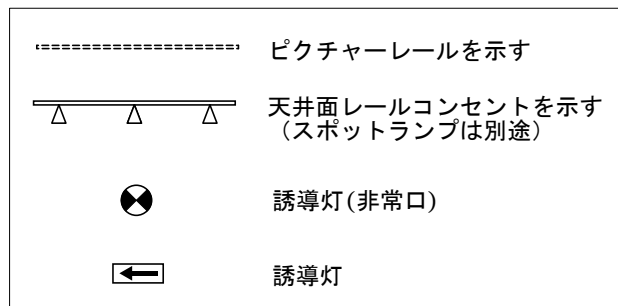 ピクチャーレールを示す
天井面レールコンセントを示す
（スポットランプは別途）
誘導灯(非常口)
誘導灯